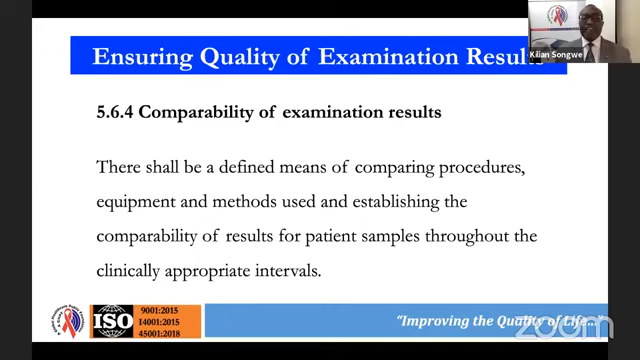 Kilian Songwe
Ensuring Quality of Examination Results
5.6.4 Comparability of examination results
There shall be a defined means of comparing procedures,
equipment and methods used and establishing the
comparability of results for patient samples throughout the
clinically appropriate intervals.
ISO
9001:2015
14001:2015
45001:2018
"Improving the Quality of Life..."
zoom